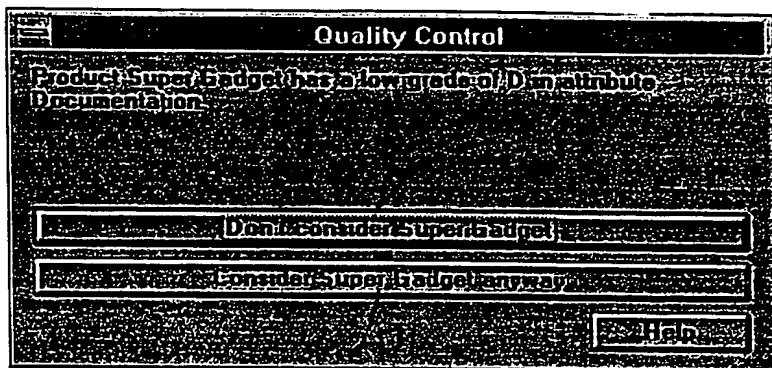 Quality Control
Product Super Gadget has a low grade of D in attribute
Documentation.
Don't consider Super Gadget
Consider Super Gadget anyway
Help